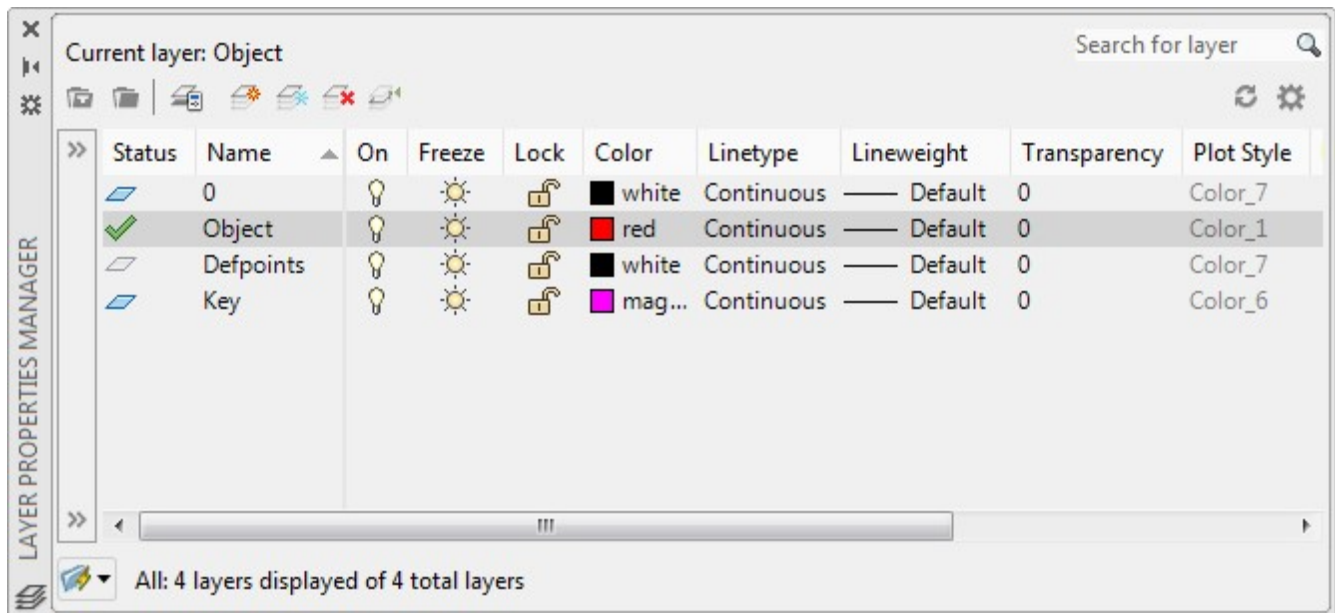 Current layer: Object
Search for layer
Status Name On Freeze Lock Color Linetype Lineweight Transparency Plot Style
0 white Continuous Default 0 Color_7
Object red Continuous Default 0 Color_1
Defpoints white Continuous Default 0 Color_7
Key mag... Continuous Default 0 Color_6
LAYER PROPERTIES MANAGER
All: 4 layers displayed of 4 total layers